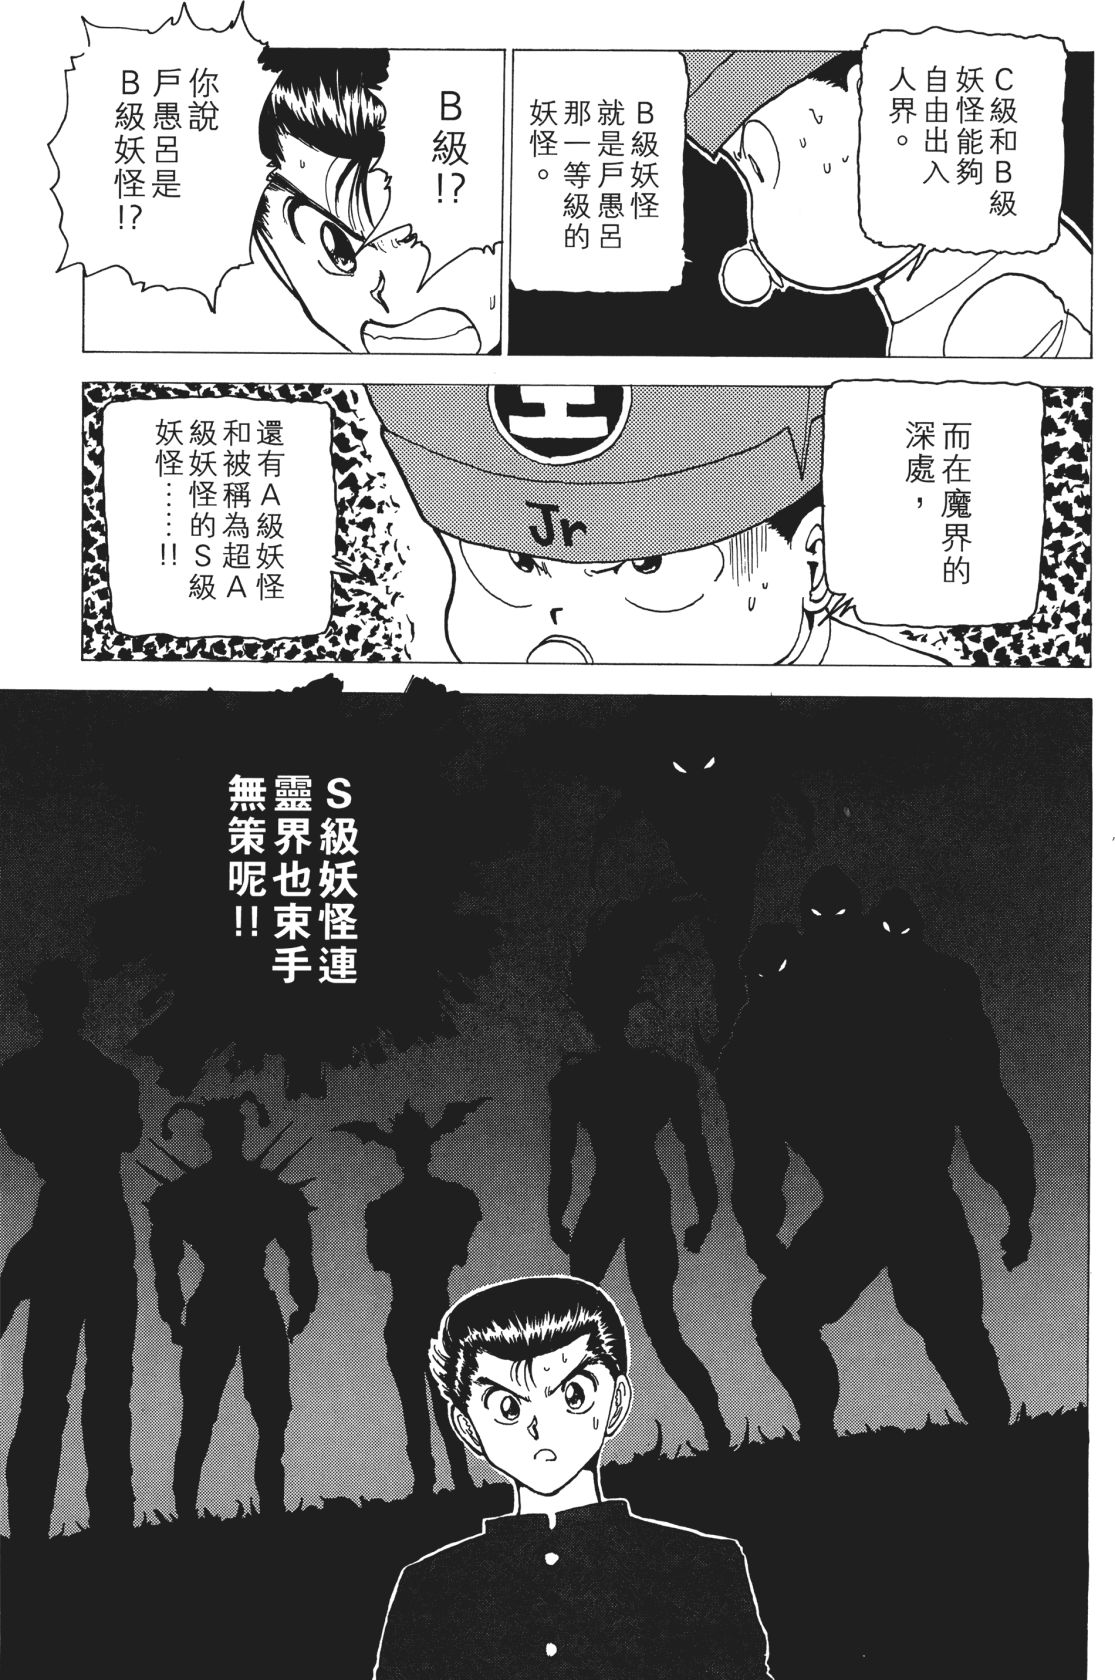 C級和B級
妖怪能夠
自由出入
人界。
B級妖怪
就是戶愚呂
那一等級的
妖怪。
B級!?
你說
戶愚呂是
B級妖怪!?
而在魔界的
深處，
Jr
還有A級妖怪
和被稱為超A
級妖怪的S級
妖怪……!!
S級妖怪連
靈界也束手
無策呢!!